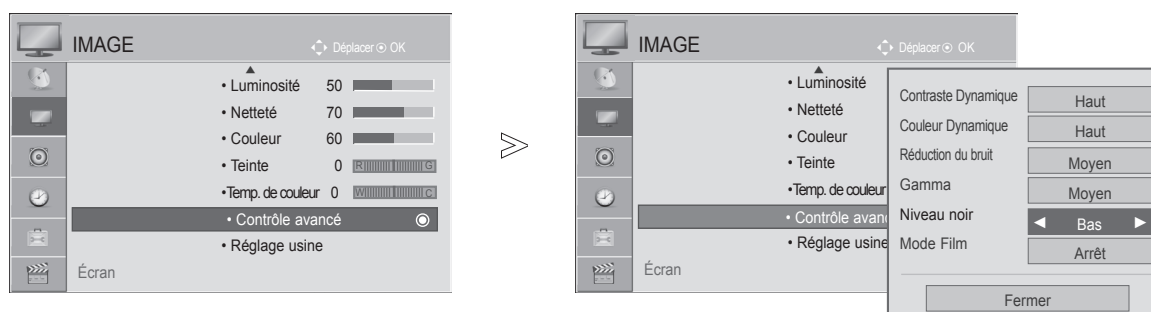 IMAGE
Déplacer OK
• Luminosité 50
• Netteté 70
• Couleur 60
• Teinte 0 R G
•Temp. de couleur 0 W C
• Contrôle avancé
• Réglage usine
Écran
IMAGE
Déplacer OK
• Luminosité
• Netteté
• Couleur
• Teinte
•Temp. de couleur
• Contrôle avanc
• Réglage usine
Écran
Contraste Dynamique Haut
Couleur Dynamique Haut
Réduction du bruit Moyen
Gamma Moyen
Niveau noir Bas
Mode Film Arrêt
Fermer